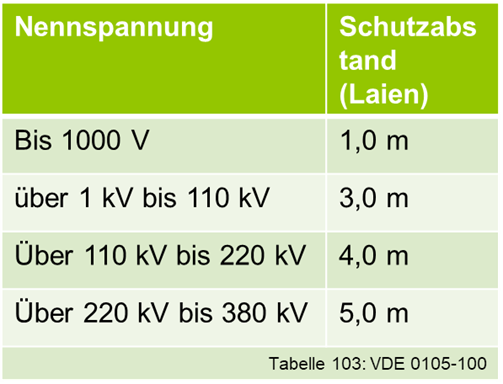 Nennspannung Schutzabs
tand
(Laien)
Bis 1000 V 1,0 m
über 1 kV bis 110 kV 3,0 m
Über 110 kV bis 220 kV 4,0 m
Über 220 kV bis 380 kV 5,0 m
Tabelle 103: VDE 0105-100